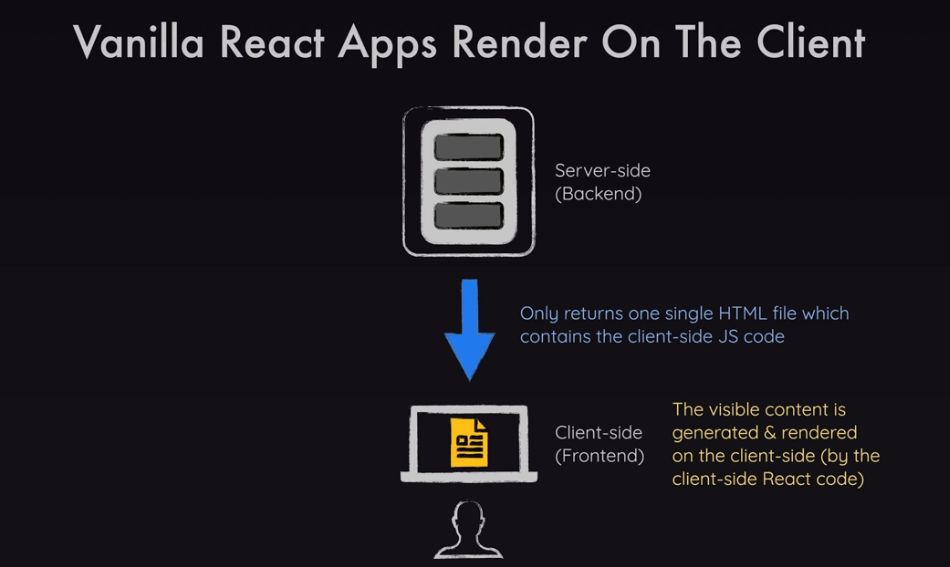 Vanilla React Apps Render On The Client
Server-side
(Backend)
Only returns one single HTML file which
contains the client-side JS code
Client-side
(Frontend)
The visible content is
generated & rendered
on the client-side (by the
client-side React code)